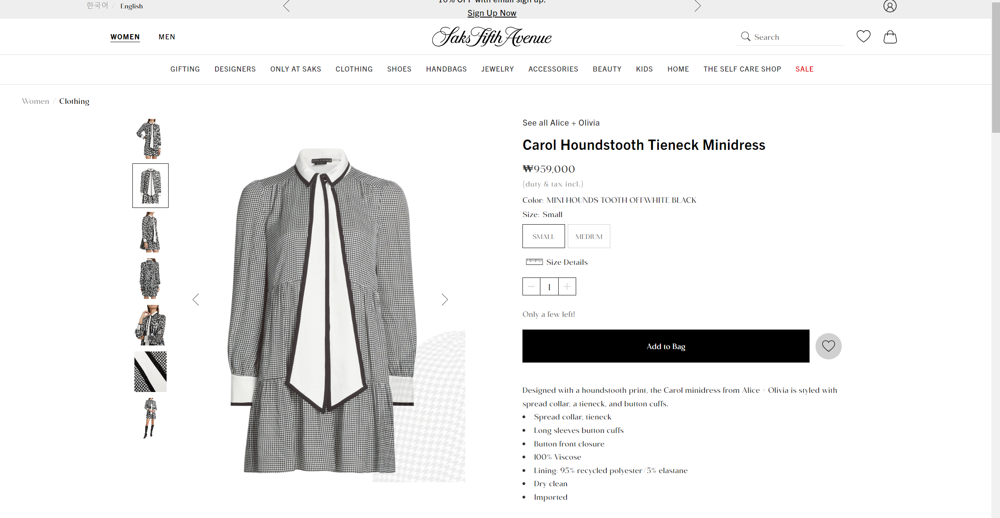 한국어 / English
10% OFF with email sign up.
Sign Up Now
WOMEN MEN
Saks Fifth Avenue
Search
GIFTING DESIGNERS ONLY AT SAKS CLOTHING SHOES HANDBAGS JEWELRY ACCESSORIES BEAUTY KIDS HOME THE SELF CARE SHOP SALE
Women / Clothing
See all Alice + Olivia
Carol Houndstooth Tieneck Minidress
₩959,000
(duty & tax incl.)
Color: MINI HOUNDS TOOTH OFFWHITE BLACK
Size: Small
SMALL MEDIUM
Size Details
1
Only a few left!
Add to Bag
Designed with a houndstooth print, the Carol minidress from Alice + Olivia is styled with
spread collar, a tieneck, and button cuffs.
• Spread collar, tieneck
• Long sleeves button cuffs
• Button front closure
• 100% Viscose
• Lining: 95% recycled polyester/5% elastane
• Dry clean
• Imported
alice + olivia